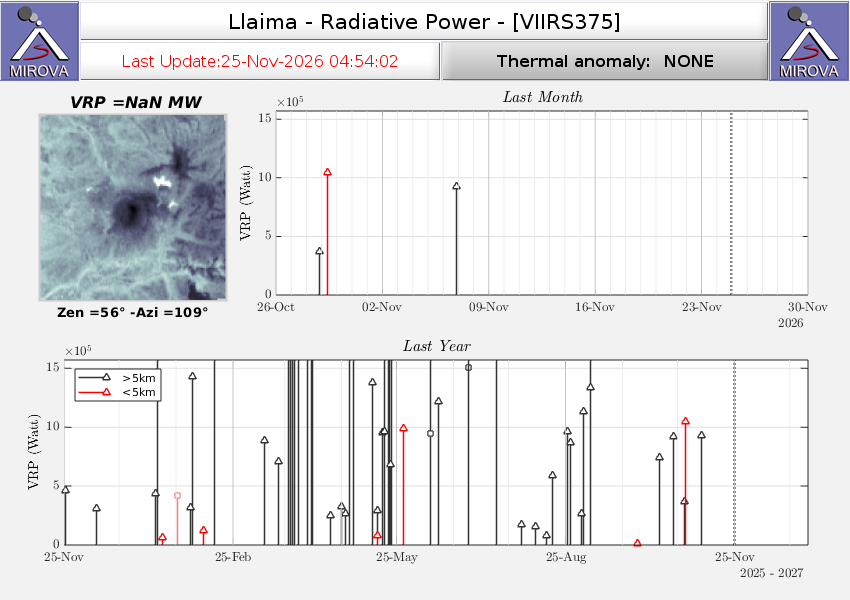 Llaima - Radiative Power - [VIIRS375]
MIROVA
Last Update:25-Nov-2026 04:54:02
Thermal anomaly: NONE
MIROVA
VRP =NaN MW
Zen =56° -Azi =109°
Last Month
×10⁵
VRP (Watt)
15
10
5
0
26-Oct 02-Nov 09-Nov 16-Nov 23-Nov 30-Nov
2026
Last Year
×10⁵
VRP (Watt)
15
10
5
0
>5km
<5km
25-Nov 25-Feb 25-May 25-Aug 25-Nov
2025 - 2027